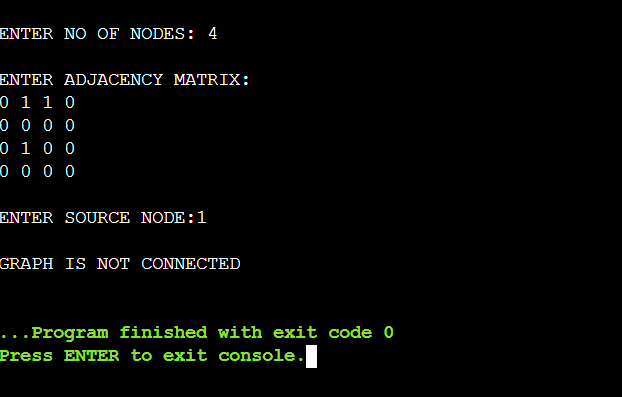 ENTER NO OF NODES: 4
ENTER ADJACENCY MATRIX:
0 1 1 0
0 0 0 0
0 1 0 0
0 0 0 0
ENTER SOURCE NODE:1
GRAPH IS NOT CONNECTED
...Program finished with exit code 0
Press ENTER to exit console.